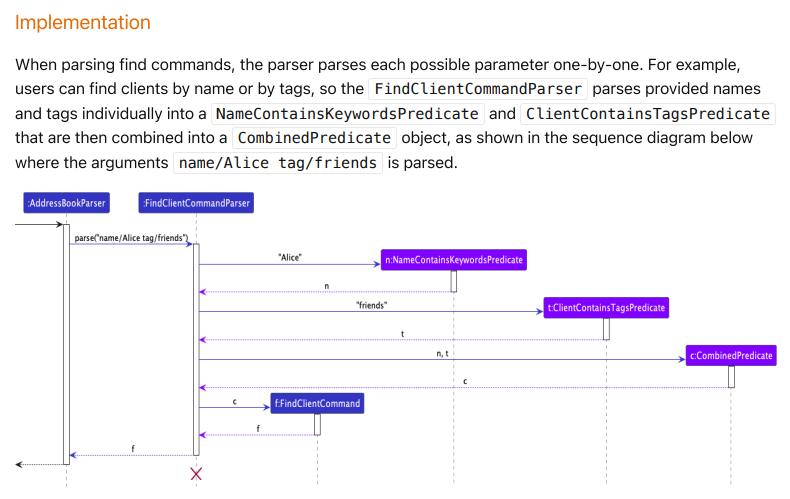 Implementation
When parsing find commands, the parser parses each possible parameter one-by-one. For example,
users can find clients by name or by tags, so the FindClientCommandParser parses provided names
and tags individually into a NameContainsKeywordsPredicate and ClientContainsTagsPredicate
that are then combined into a CombinedPredicate object, as shown in the sequence diagram below
where the arguments name/Alice tag/friends is parsed.
:AddressBookParser
:FindClientCommandParser
parse("name/Alice tag/friends")
"Alice"
n:NameContainsKeywordsPredicate
n
"friends"
t:ClientContainsTagsPredicate
t
n, t
c:CombinedPredicate
c
c
f:FindClientCommand
f
f